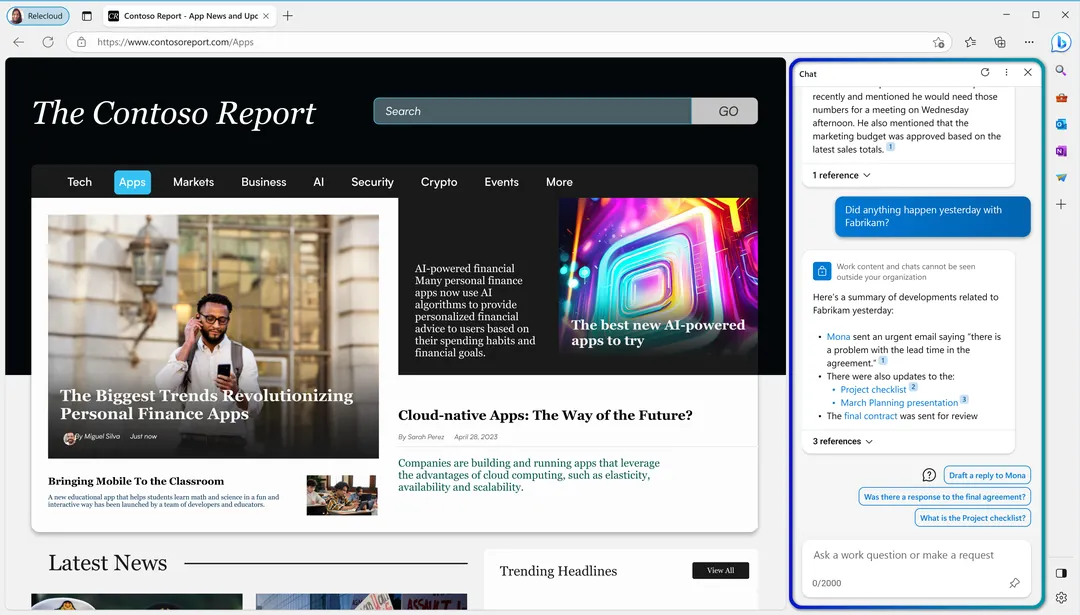 Relecloud
CR Contoso Report - App News and Upc
https://www.contosoreport.com/Apps
The Contoso Report
Search
GO
Tech
Apps
Markets
Business
AI
Security
Crypto
Events
More
The Biggest Trends Revolutionizing
Personal Finance Apps
By Miguel Silva Just now
AI-powered financial
Many personal finance
apps now use AI
algorithms to provide
personalized financial
advice to users based on
their spending habits and
financial goals.
The best new AI-powered
apps to try
Bringing Mobile To the Classroom
A new educational app that helps students learn math and science in a fun and
interactive way has been launched by a team of developers and educators.
Cloud-native Apps: The Way of the Future?
By Sarah Perez April 28, 2023
Companies are building and running apps that leverage
the advantages of cloud computing, such as elasticity,
availability and scalability.
Latest News
Trending Headlines
View All
Chat
recently and mentioned he would need those
numbers for a meeting on Wednesday
afternoon. He also mentioned that the
marketing budget was approved based on the
latest sales totals. 1
1 reference
Did anything happen yesterday with
Fabrikam?
Work content and chats cannot be seen
outside your organization
Here's a summary of developments related to
Fabrikam yesterday:
• Mona sent an urgent email saying "there is
a problem with the lead time in the
agreement." 1
• There were also updates to the:
• Project checklist 2
• March Planning presentation 3
• The final contract was sent for review
3 references
Draft a reply to Mona
Was there a response to the final agreement?
What is the Project checklist?
Ask a work question or make a request
0/2000